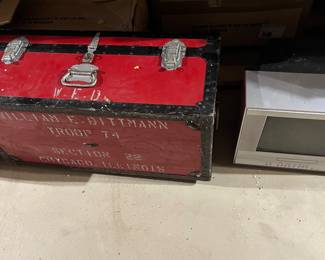 W.E.D.
WILLIAM E. DITTMANN
TROOP 74
SECTION 22
CHICAGO, ILLINOIS